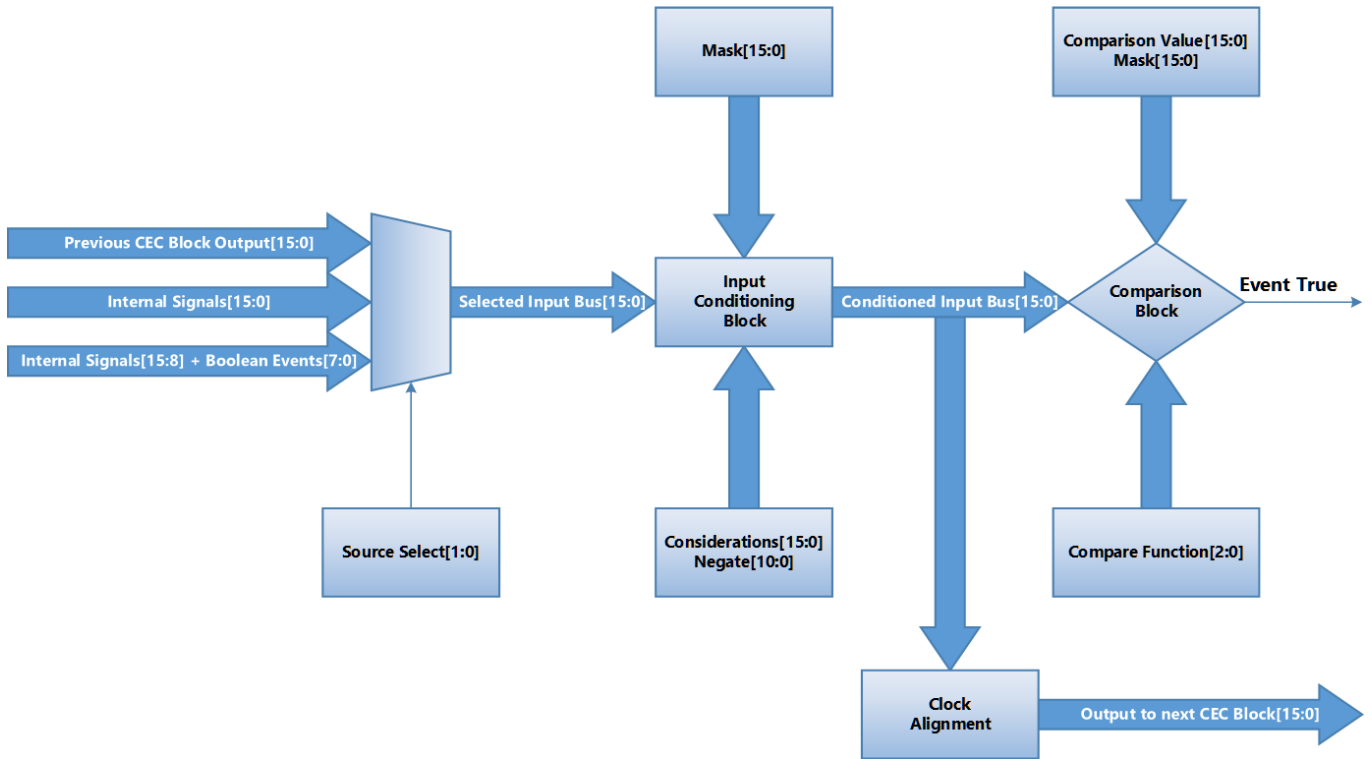 Mask[15:0]
Comparison Value[15:0]
Mask[15:0]
Previous CEC Block Output[15:0]
Internal Signals[15:0]
Internal Signals[15:8] + Boolean Events[7:0]
Selected Input Bus[15:0]
Input
Conditioning
Block
Conditioned Input Bus[15:0]
Comparison
Block
Event True
Source Select[1:0]
Considerations[15:0]
Negate[10:0]
Compare Function[2:0]
Clock
Alignment
Output to next CEC Block[15:0]